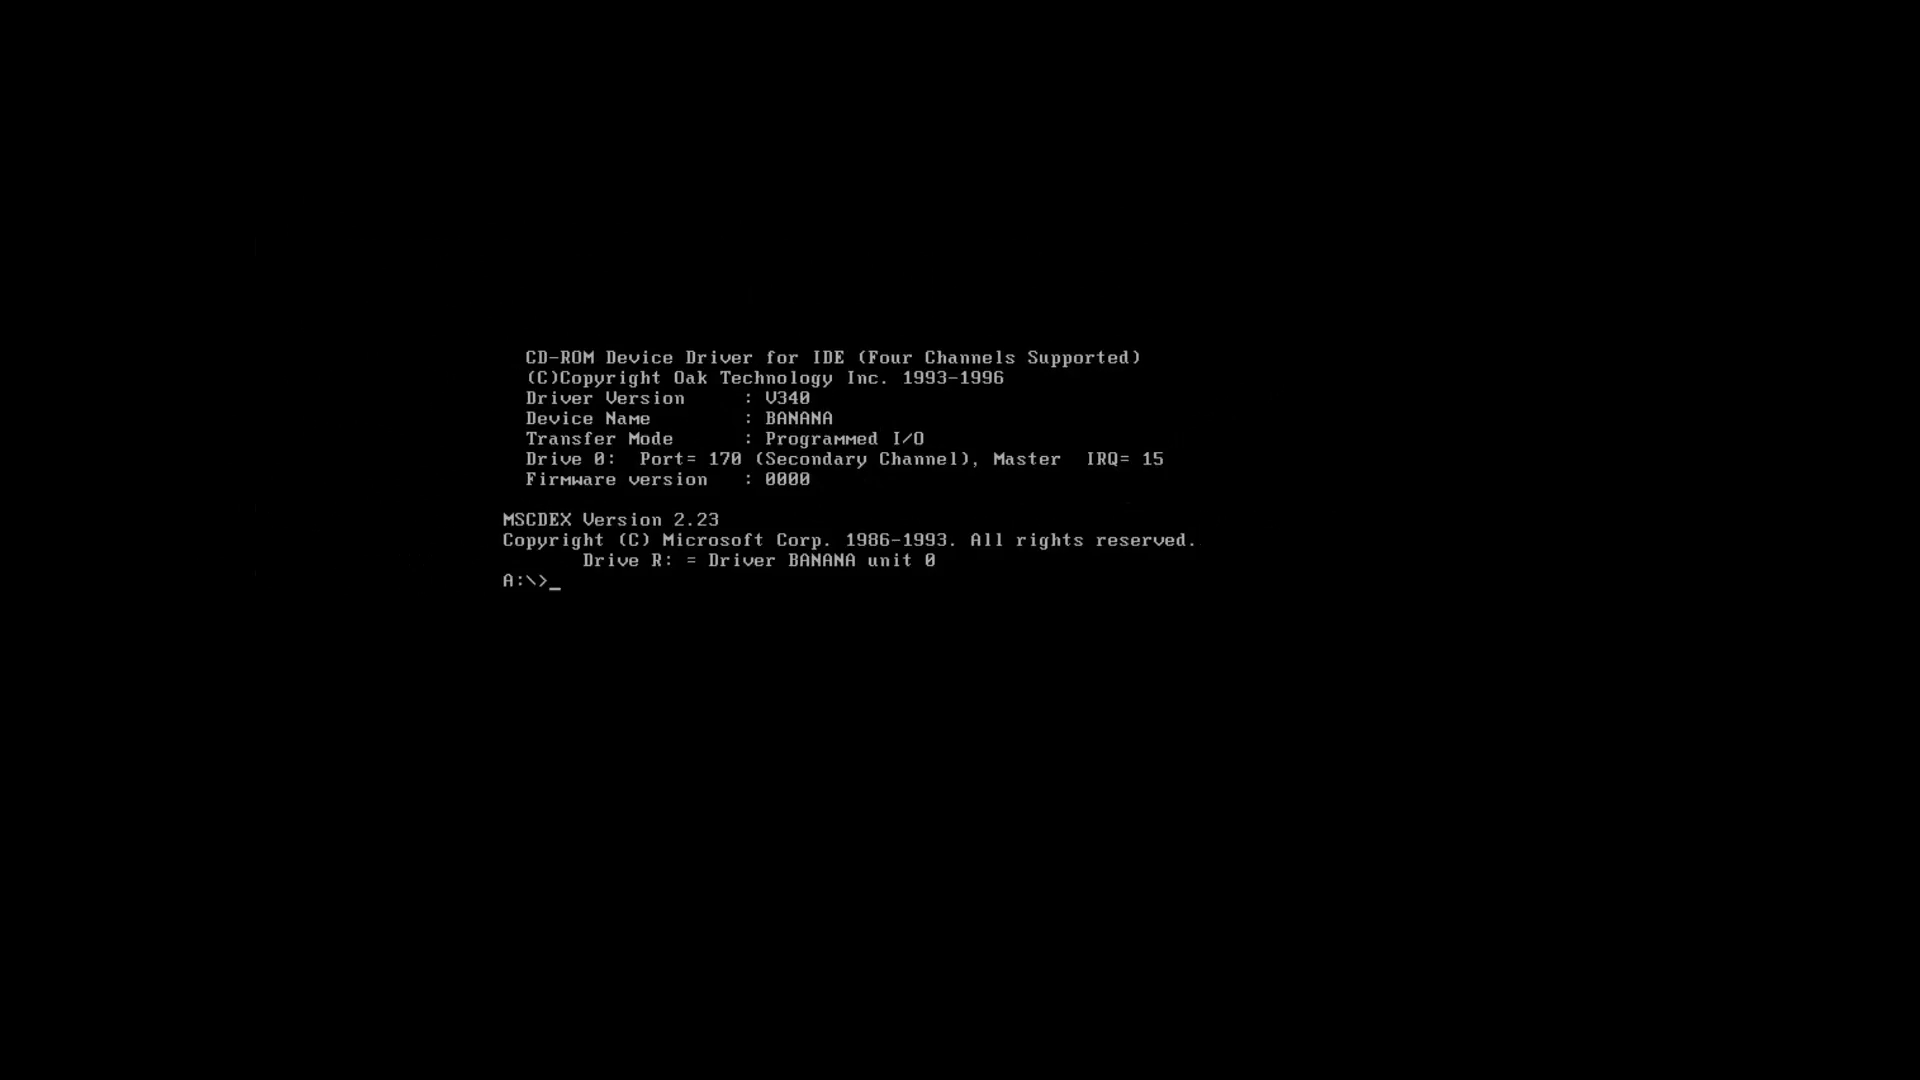 CD-ROM Device Driver for IDE (Four Channels Supported)
(C)Copyright Oak Technology Inc. 1993-1996
Driver Version     : V340
Device Name        : BANANA
Transfer Mode      : Programmed I/O
Drive 0:  Port= 170 (Secondary Channel), Master  IRQ= 15
Firmware version   : 0000
MSCDEX Version 2.23
Copyright (C) Microsoft Corp. 1986-1993. All rights reserved.
Drive R: = Driver BANANA unit 0
A:\>_